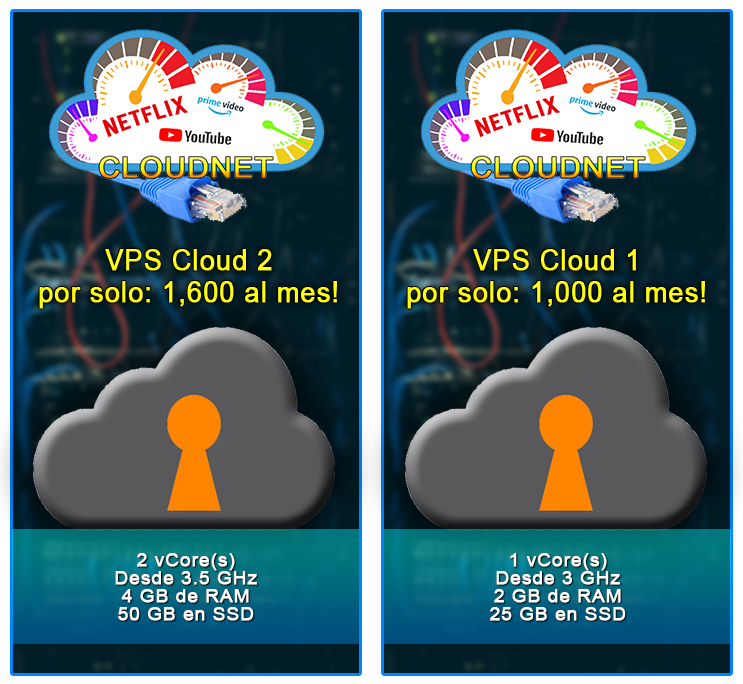 NETFLIX
prime video
YouTube
CLOUDNET
VPS Cloud 2
por solo: 1,600 al mes!
2 vCore(s)
Desde 3.5 GHz
4 GB de RAM
50 GB en SSD
NETFLIX
prime video
YouTube
CLOUDNET
VPS Cloud 1
por solo: 1,000 al mes!
1 vCore(s)
Desde 3 GHz
2 GB de RAM
25 GB en SSD